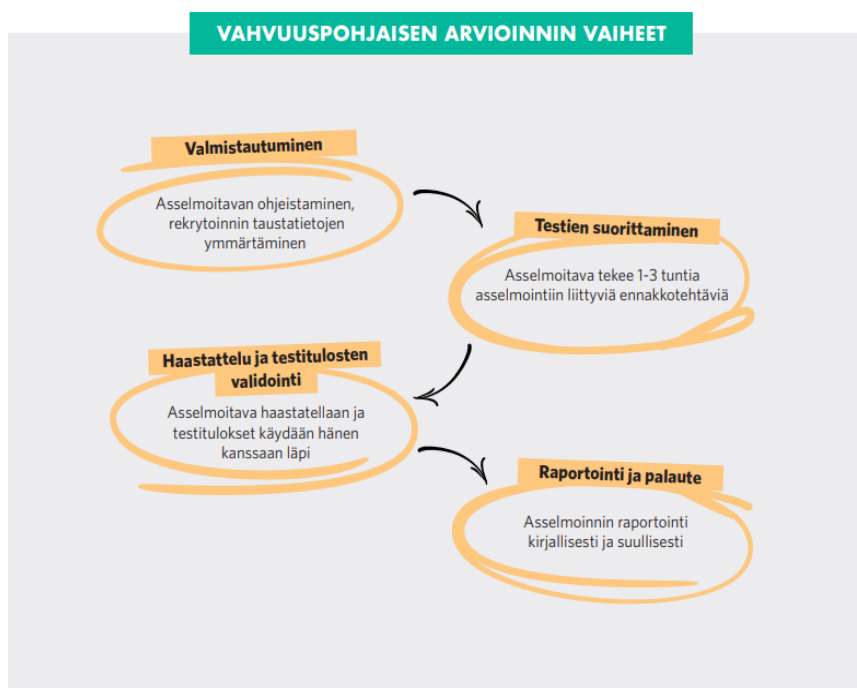 VAHVUUSPOHJAISEN ARVIOINNIN VAIHEET
Valmistautuminen
Asselmoitavan ohjeistaminen,
rekrytoinnin taustatietojen
ymmärtäminen
Testien suorittaminen
Asselmoitava tekee 1-3 tuntia
asselmointiin liittyviä ennakkotehtäviä
Haastattelu ja testitulosten
validointi
Asselmoitava haastatellaan ja
testitulokset käydään hänen
kanssaan läpi
Raportointi ja palaute
Asselmoinnin raportointi
kirjallisesti ja suullisesti